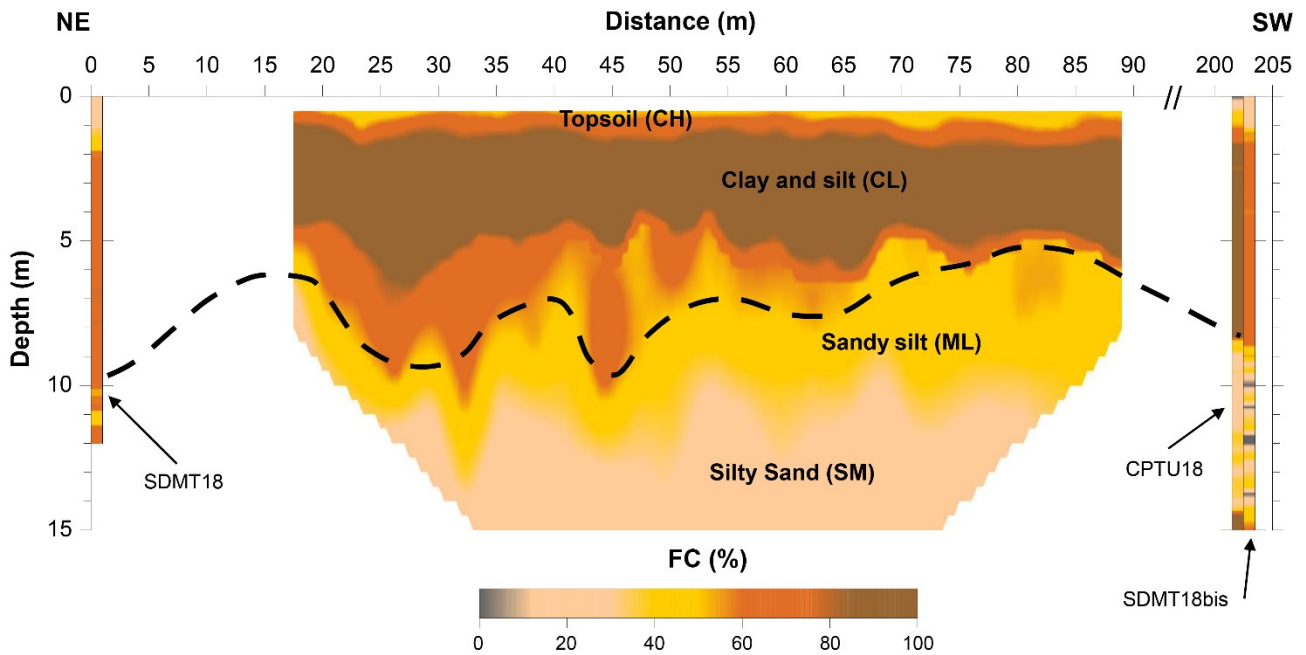 NE Distance (m) SW
0 5 10 15 20 25 30 35 40 45 50 55 60 65 70 75 80 85 90 200 205
//
0
Topsoil (CH)
Clay and silt (CL)
5
Depth (m)
Sandy silt (ML)
10
SDMT18
CPTU18
Silty Sand (SM)
15
FC (%)
SDMT18bis
0 20 40 60 80 100